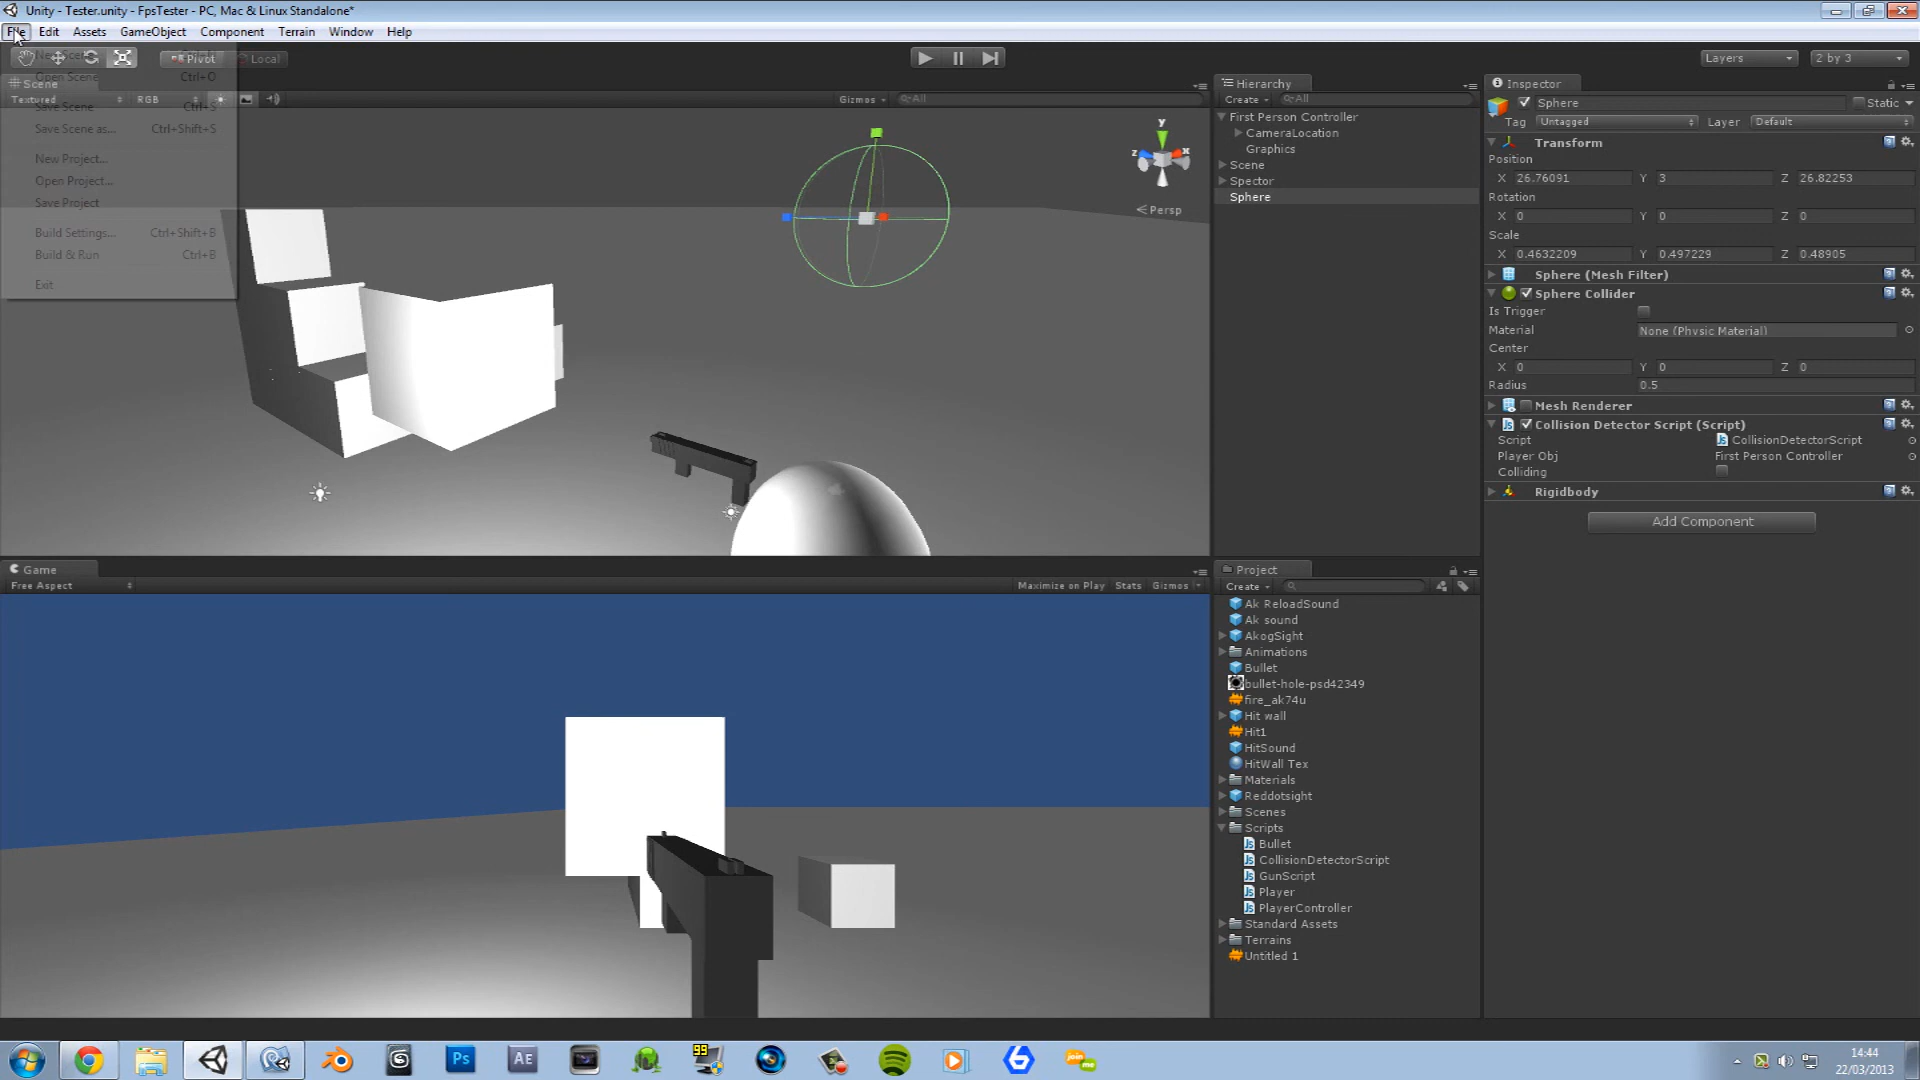 Unity - Tester.unity - FpsTester - PC, Mac & Linux Standalone*
File Edit Assets GameObject Component Terrain Window Help
New Scene
Open Scene Ctrl+O
Save Scene Ctrl+S
Save Scene as... Ctrl+Shift+S
New Project...
Open Project...
Save Project
Build Settings... Ctrl+Shift+B
Build & Run Ctrl+B
Exit
Pivot Local
Layers 2 by 3
Scene
Textured RGB Gizmos All
y
z x
Persp
Hierarchy
Create All
First Person Controller
CameraLocation
Graphics
Scene
Spector
Sphere
Inspector
Sphere Static
Tag Untagged Layer Default
Transform
Position
X 26.76091 Y 3 Z 26.82253
Rotation
X 0 Y 0 Z 0
Scale
X 0.4632209 Y 0.497229 Z 0.48905
Sphere (Mesh Filter)
Sphere Collider
Is Trigger
Material None (Physic Material)
Center
X 0 Y 0 Z 0
Radius 0.5
Mesh Renderer
Collision Detector Script (Script)
Script CollisionDetectorScript
Player Obj First Person Controller
Colliding
Rigidbody
Add Component
Game
Free Aspect Maximize on Play Stats Gizmos
Project
Create
Ak ReloadSound
Ak sound
AkogSight
Animations
Bullet
bullet-hole-psd42349
fire_ak74u
Hit wall
Hit1
HitSound
HitWall Tex
Materials
Reddotsight
Scenes
Scripts
Bullet
CollisionDetectorScript
GunScript
Player
PlayerController
Standard Assets
Terrains
Untitled 1
Ps AE 99 join me
14:44
22/03/2013